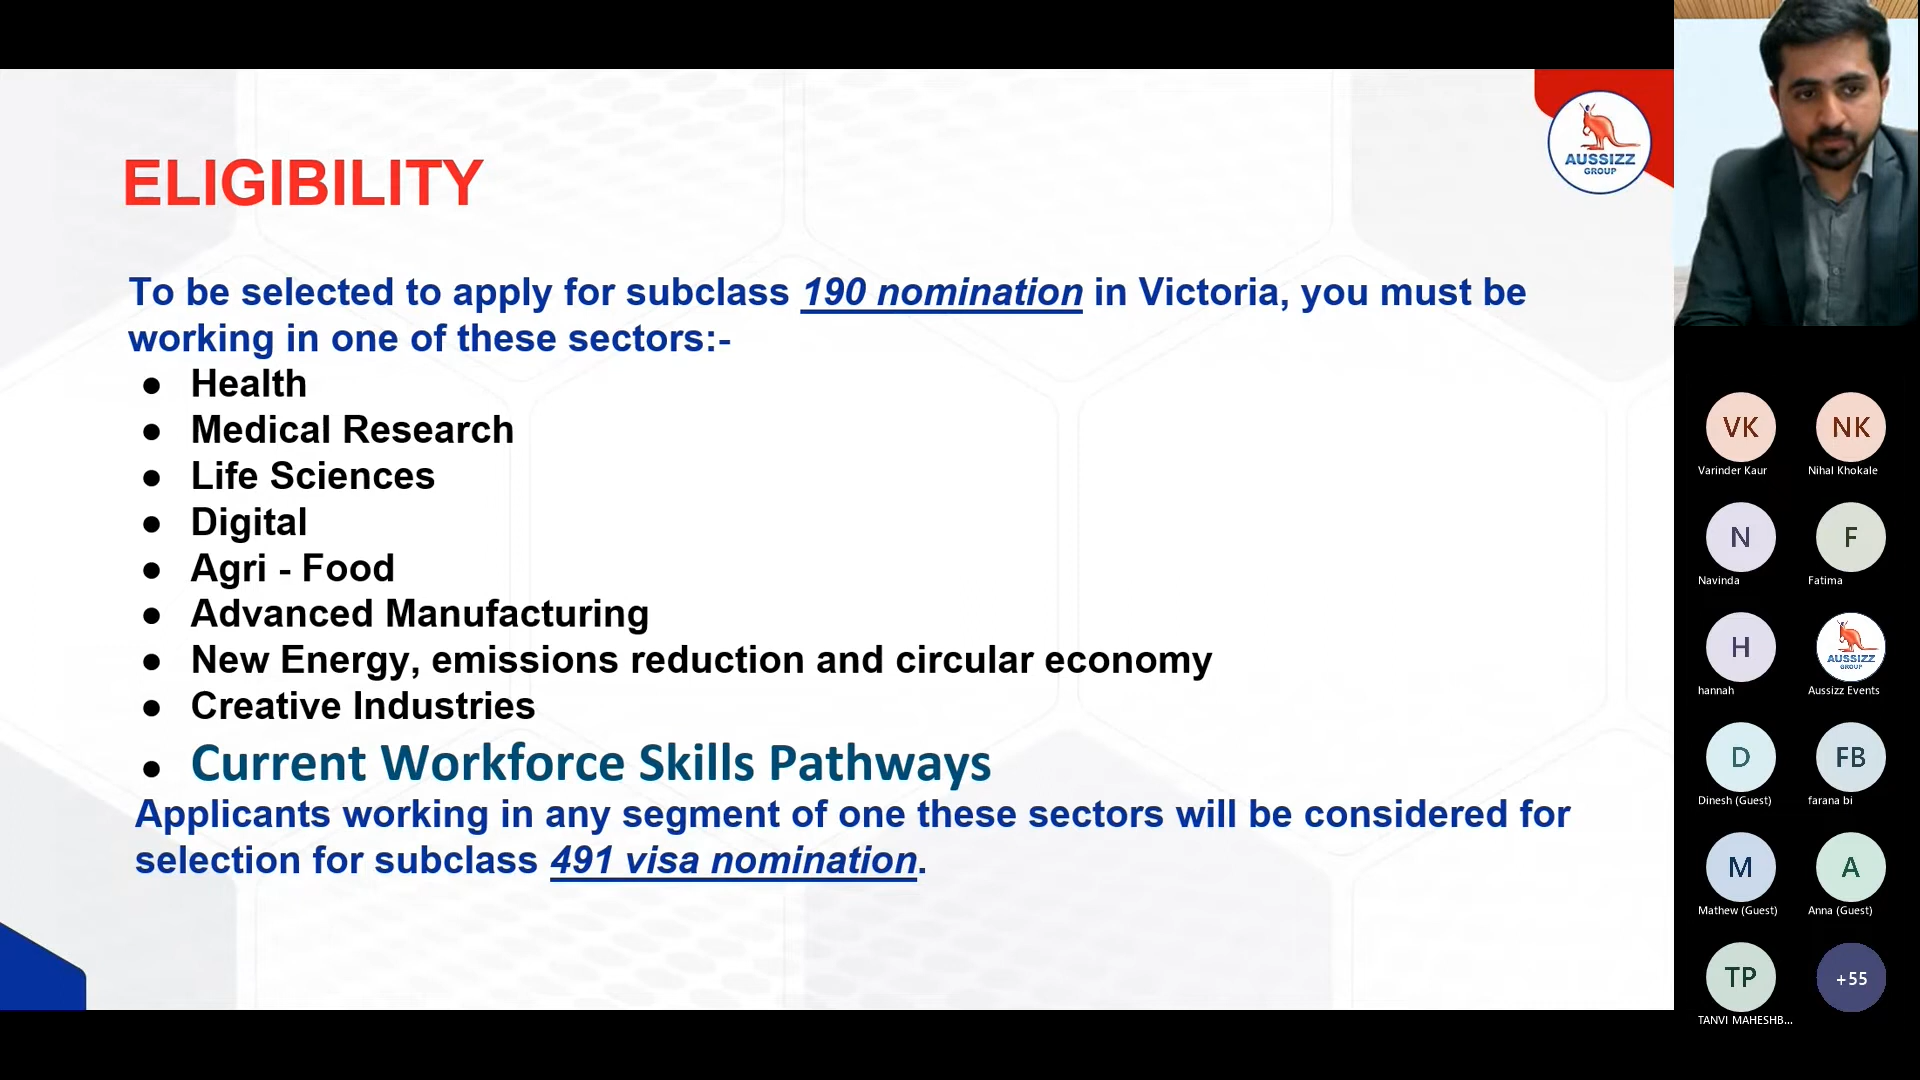 ELIGIBILITY
AUSSIZZ
GROUP
To be selected to apply for subclass 190 nomination in Victoria, you must be
working in one of these sectors:-
● Health
● Medical Research
● Life Sciences
● Digital
● Agri - Food
● Advanced Manufacturing
● New Energy, emissions reduction and circular economy
● Creative Industries
● Current Workforce Skills Pathways
Applicants working in any segment of one these sectors will be considered for
selection for subclass 491 visa nomination.
VK
Varinder Kaur
NK
Nihal Khokale
N
Navinda
F
Fatima
H
hannah
AUSSIZZ
GROUP
Aussizz Events
D
Dinesh (Guest)
FB
farana bi
M
Mathew (Guest)
A
Anna (Guest)
TP
TANVI MAHESHB...
+55